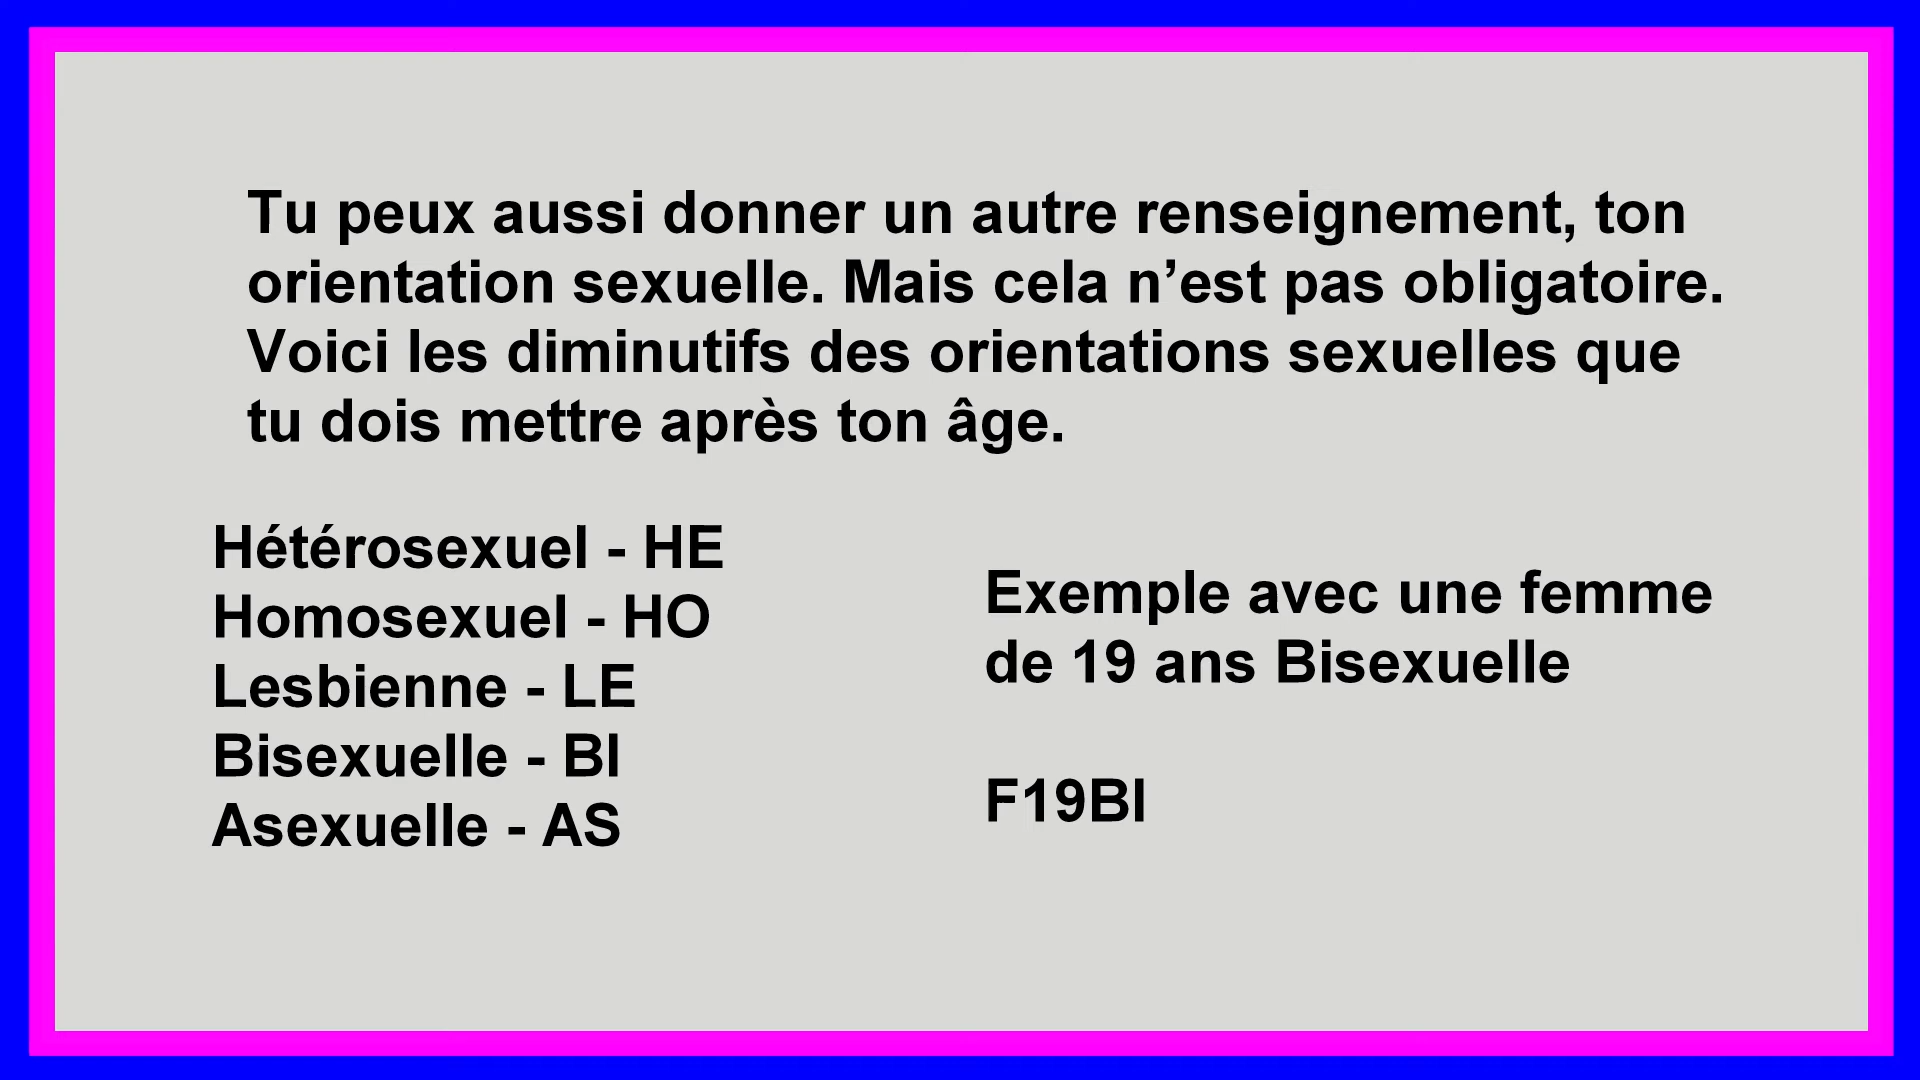 Tu peux aussi donner un autre renseignement, ton
orientation sexuelle. Mais cela n’est pas obligatoire.
Voici les diminutifs des orientations sexuelles que
tu dois mettre après ton âge.
Hétérosexuel - HE
Homosexuel - HO
Lesbienne - LE
Bisexuelle - BI
Asexuelle - AS
Exemple avec une femme
de 19 ans Bisexuelle
F19BI